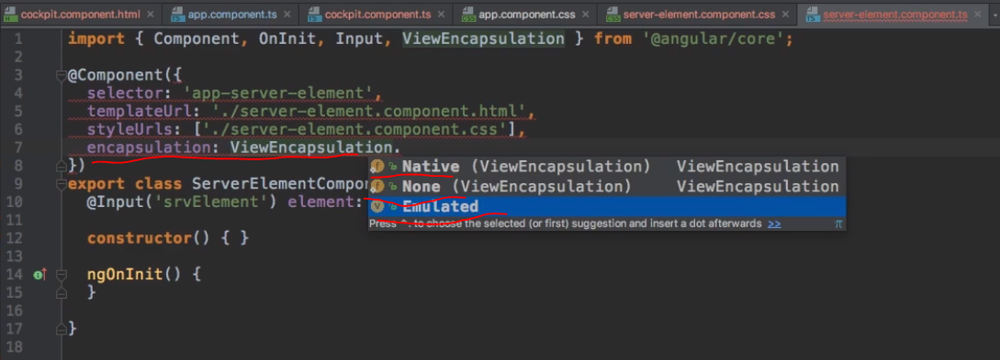 cockpit.component.html × app.component.ts × cockpit.component.ts × app.component.css × server-element.component.css × server-element.component.ts ×
1 import { Component, OnInit, Input, ViewEncapsulation } from '@angular/core';
2
3 @Component({
4 selector: 'app-server-element',
5 templateUrl: './server-element.component.html',
6 styleUrls: ['./server-element.component.css'],
7 encapsulation: ViewEncapsulation.
8 })
Native (ViewEncapsulation) ViewEncapsulation
None (ViewEncapsulation) ViewEncapsulation
Emulated
Press ^. to choose the selected (or first) suggestion and insert a dot afterwards >> π
9 export class ServerElementCompo
10 @Input('srvElement') element:
11
12 constructor() { }
13
14 ngOnInit() {
15 }
16
17 }
18